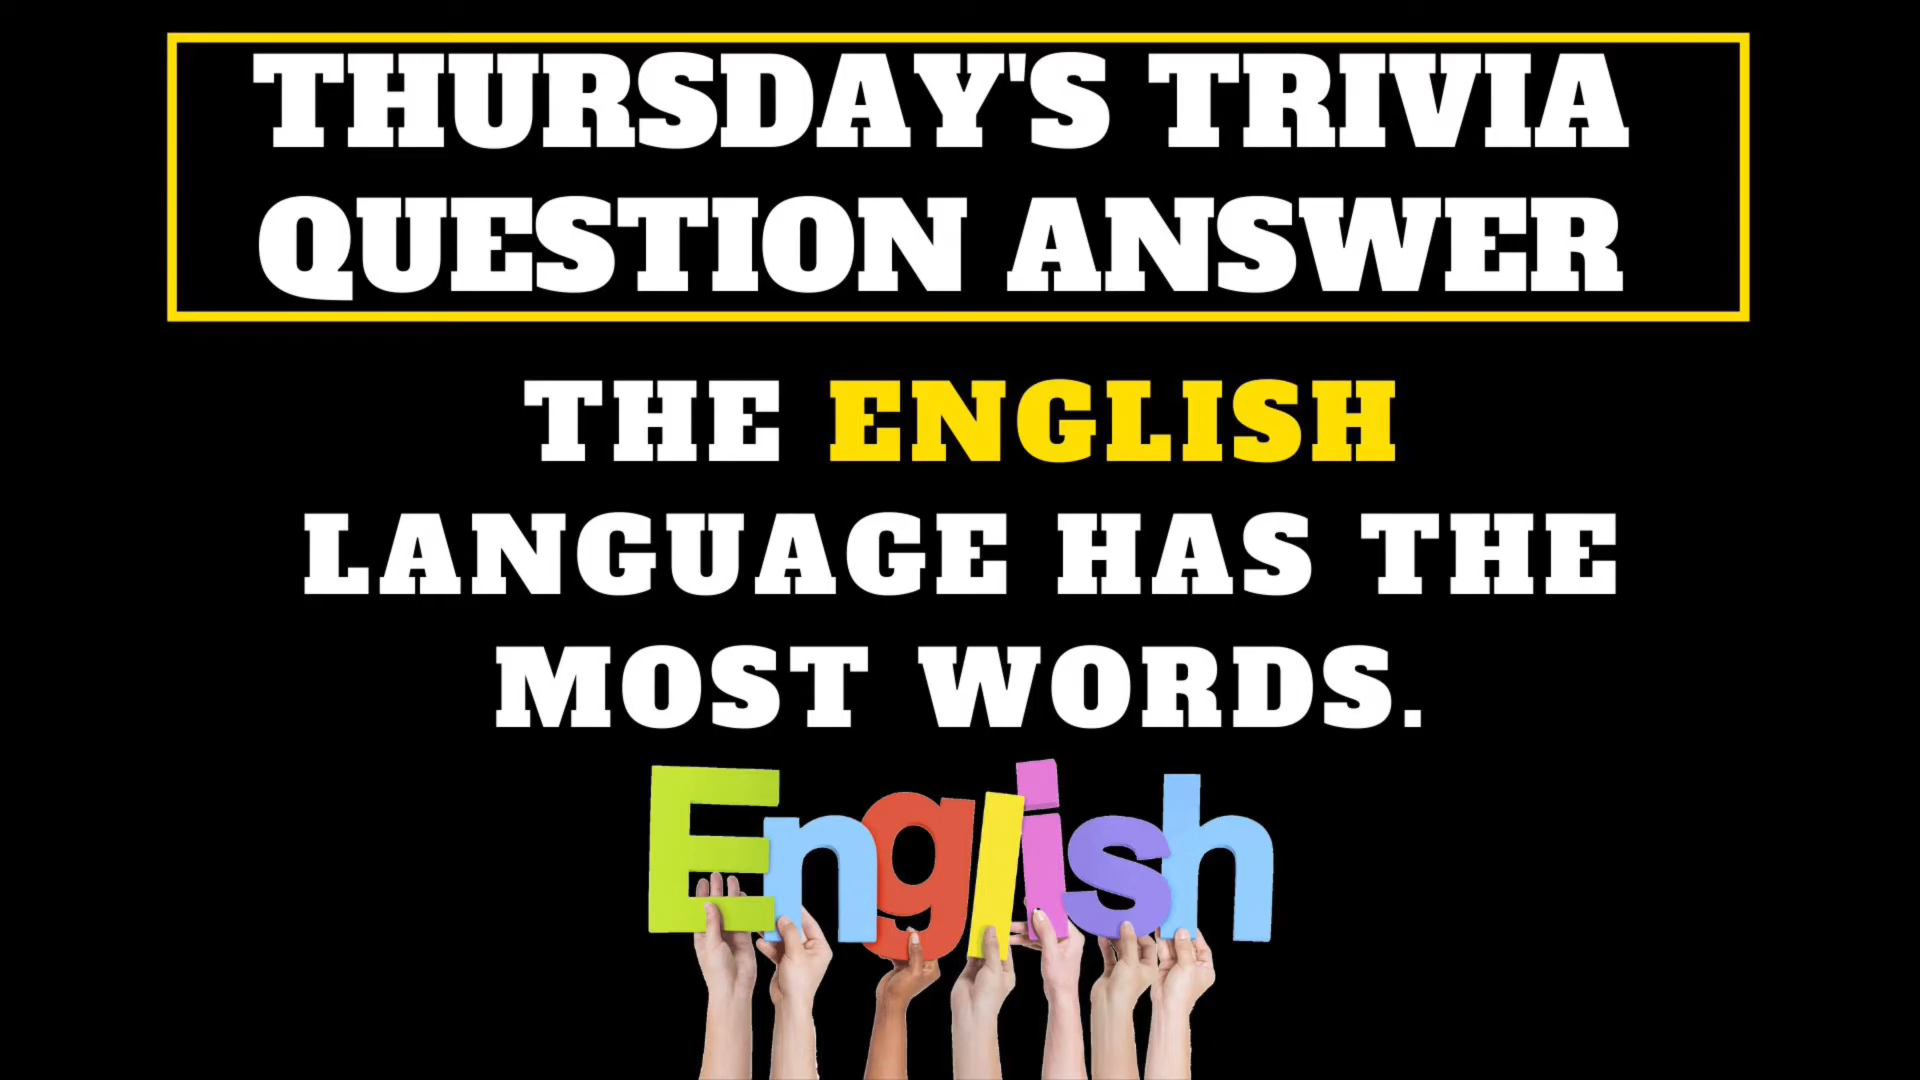 THURSDAY'S TRIVIA
QUESTION ANSWER
THE ENGLISH
LANGUAGE HAS THE
MOST WORDS.
English